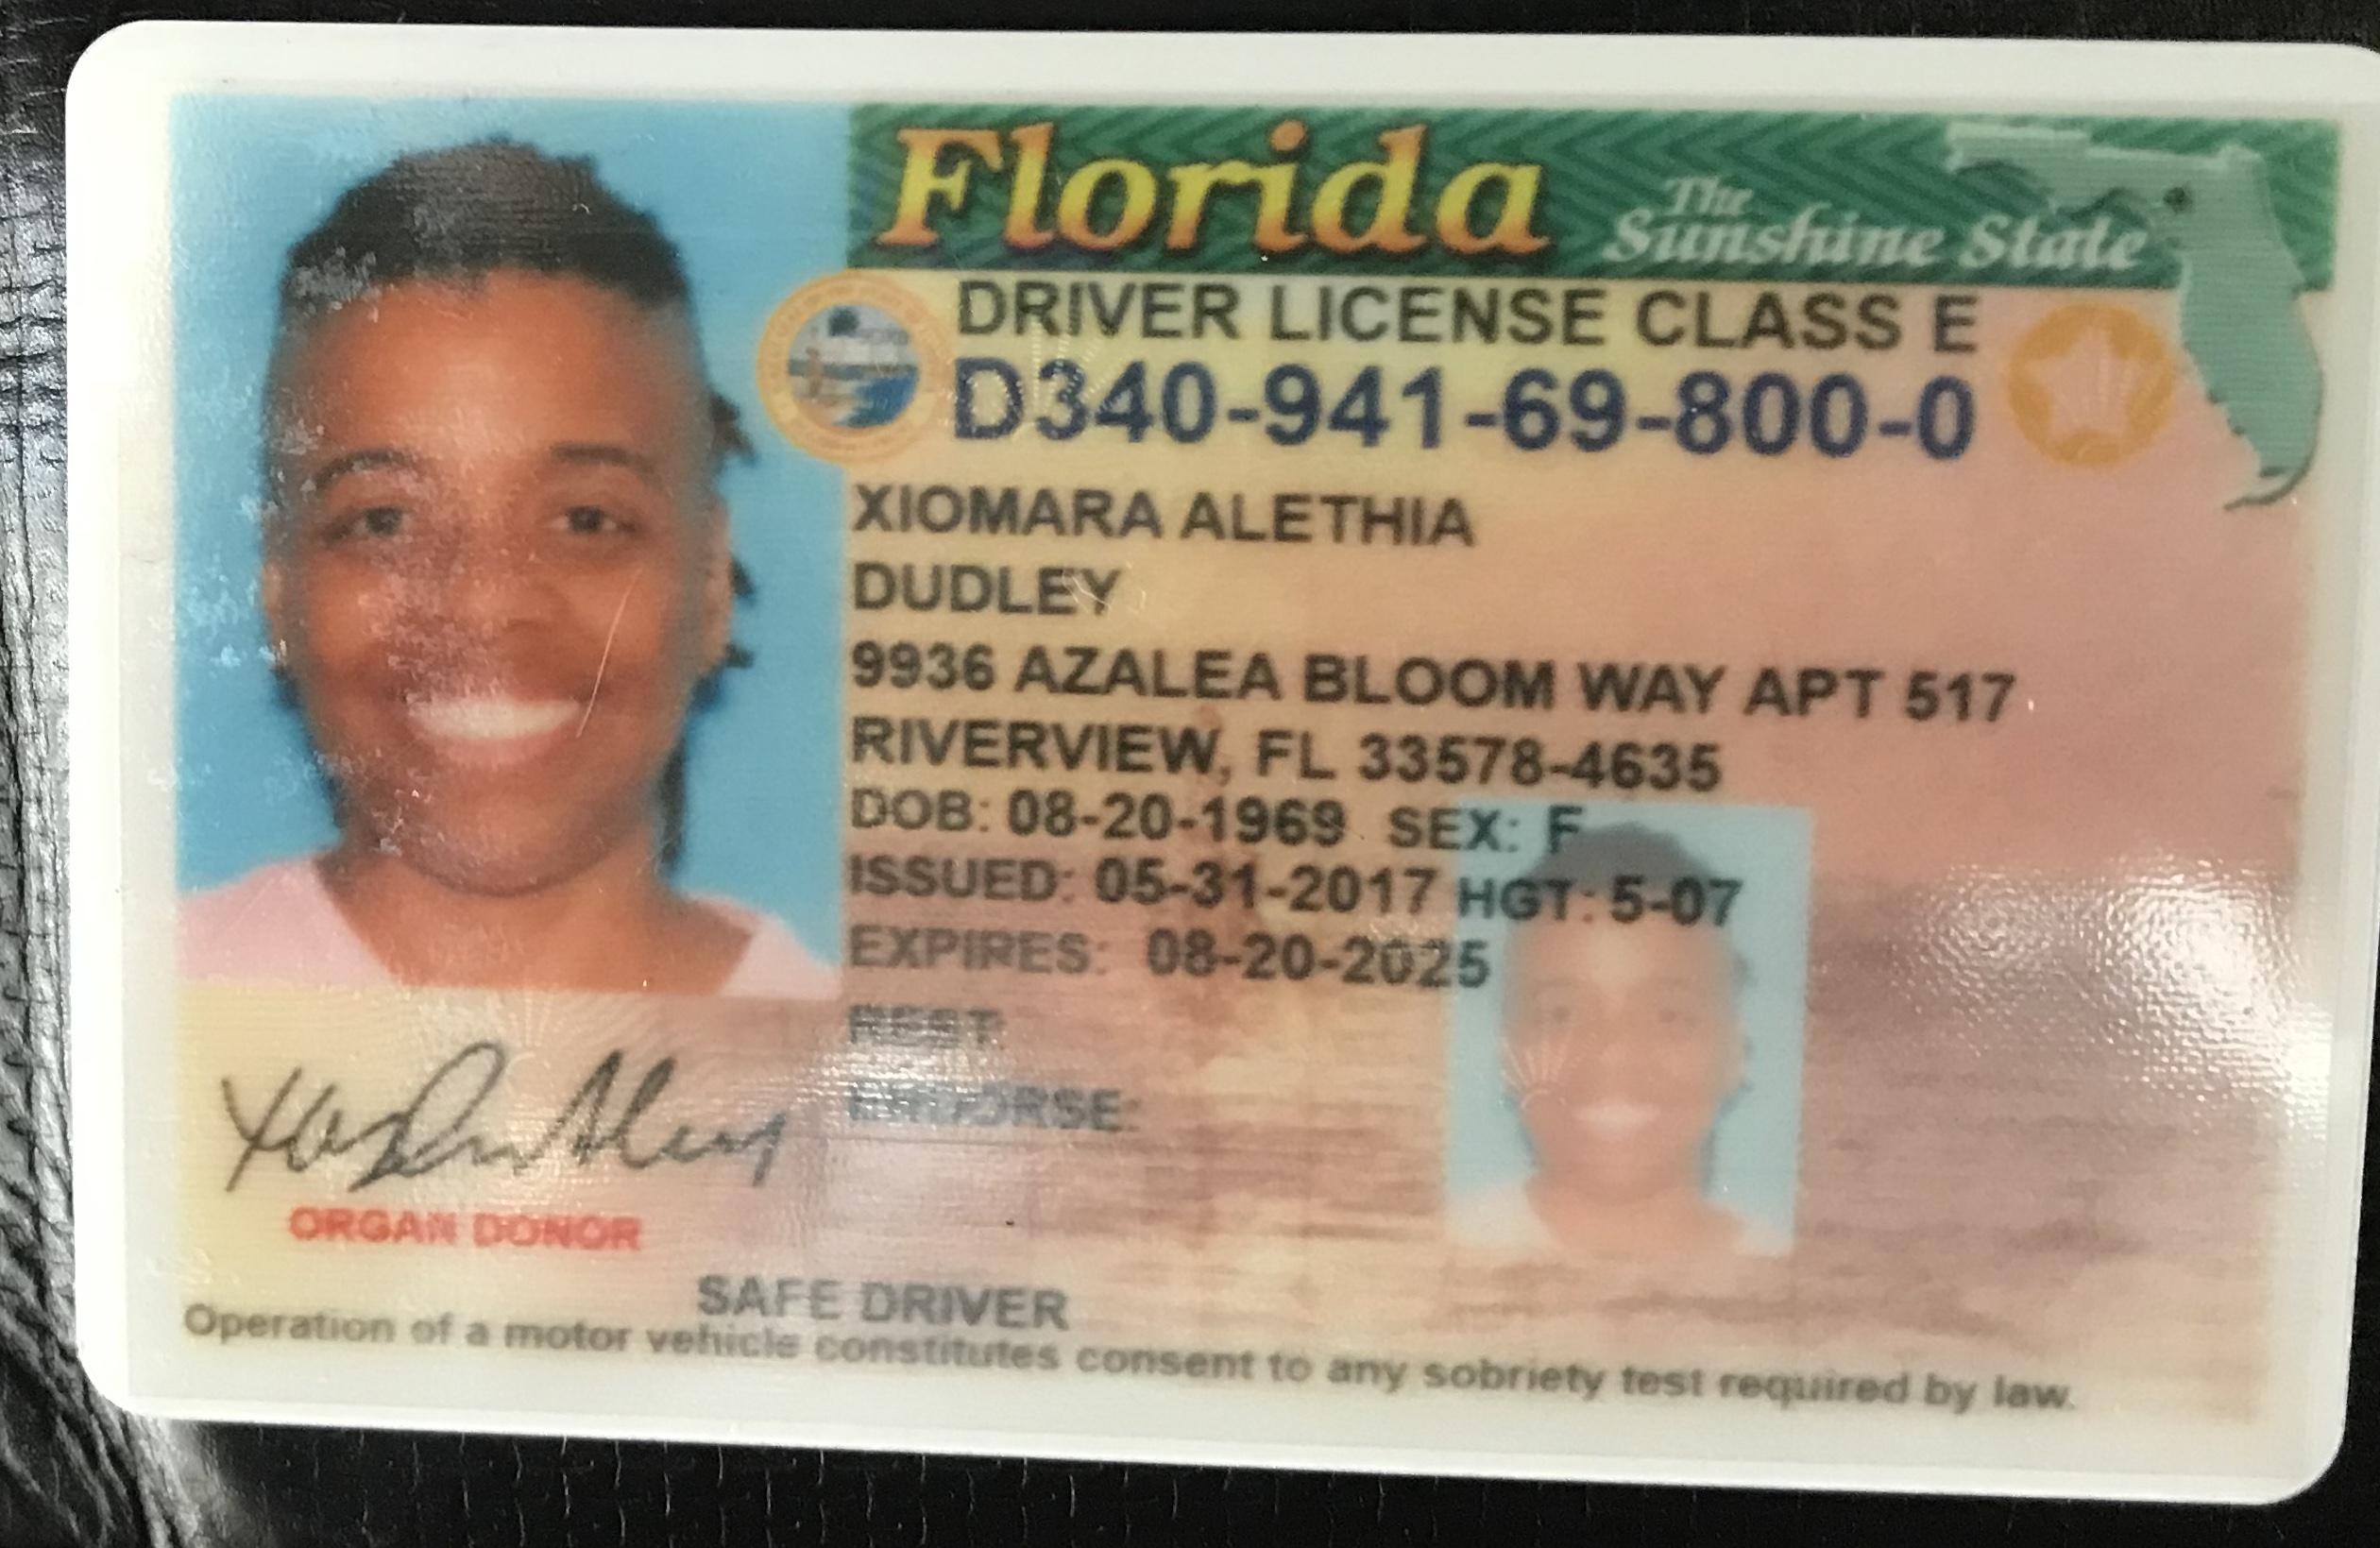 Florida The Sunshine State
DRIVER LICENSE CLASS E
D340-941-69-800-0
XIOMARA ALETHIA
DUDLEY
9936 AZALEA BLOOM WAY APT 517
RIVERVIEW, FL 33578-4635
DOB: 08-20-1969 SEX: F
ISSUED: 05-31-2017 HGT: 5-07
EXPIRES: 08-20-2025
REST:
ENDORSE:
ORGAN DONOR
SAFE DRIVER
Operation of a motor vehicle constitutes consent to any sobriety test required by law.